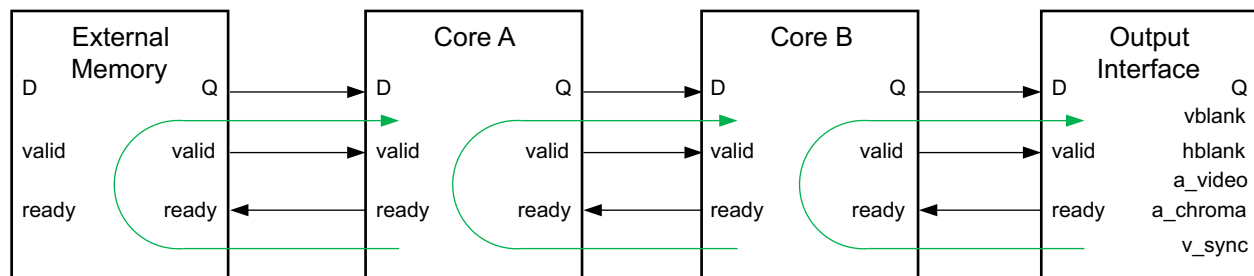 External
Memory
D
Q
valid
valid
ready
ready
Core A
D
Q
valid
valid
ready
ready
Core B
D
Q
valid
valid
ready
ready
Output
Interface
D
Q
vblank
valid
hblank
a_video
ready
a_chroma
v_sync